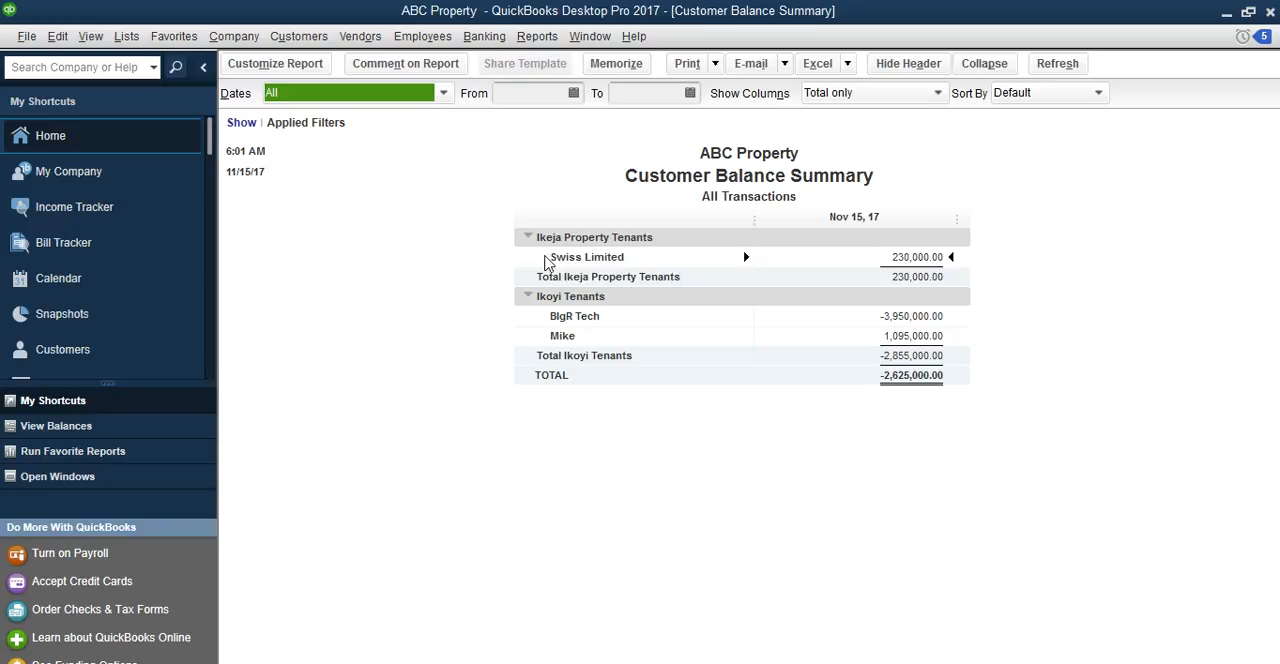 ABC Property - QuickBooks Desktop Pro 2017 - [Customer Balance Summary]
File Edit View Lists Favorites Company Customers Vendors Employees Banking Reports Window Help
5
Search Company or Help
Customize Report Comment on Report Share Template Memorize Print E-mail Excel Hide Header Collapse Refresh
Dates All From To Show Columns Total only Sort By Default
My Shortcuts
Home
My Company
Income Tracker
Bill Tracker
Calendar
Snapshots
Customers
My Shortcuts
View Balances
Run Favorite Reports
Open Windows
Do More With QuickBooks
Turn on Payroll
Accept Credit Cards
Order Checks & Tax Forms
Learn about QuickBooks Online
See Funding Options
Show | Applied Filters
6:01 AM
11/15/17
ABC Property
Customer Balance Summary
All Transactions
Nov 15, 17
Ikeja Property Tenants
Swiss Limited 230,000.00
Total Ikeja Property Tenants 230,000.00
Ikoyi Tenants
BIgR Tech -3,950,000.00
Mike 1,095,000.00
Total Ikoyi Tenants -2,855,000.00
TOTAL -2,625,000.00